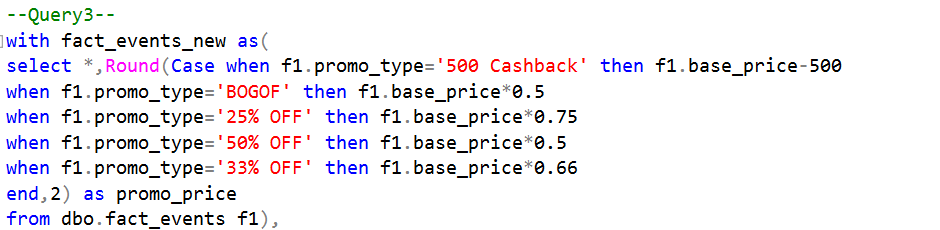 --Query3--
with fact_events_new as(
select *,Round(Case when f1.promo_type='500 Cashback' then f1.base_price-500
when f1.promo_type='BOGOF' then f1.base_price*0.5
when f1.promo_type='25% OFF' then f1.base_price*0.75
when f1.promo_type='50% OFF' then f1.base_price*0.5
when f1.promo_type='33% OFF' then f1.base_price*0.66
end,2) as promo_price
from dbo.fact_events f1),